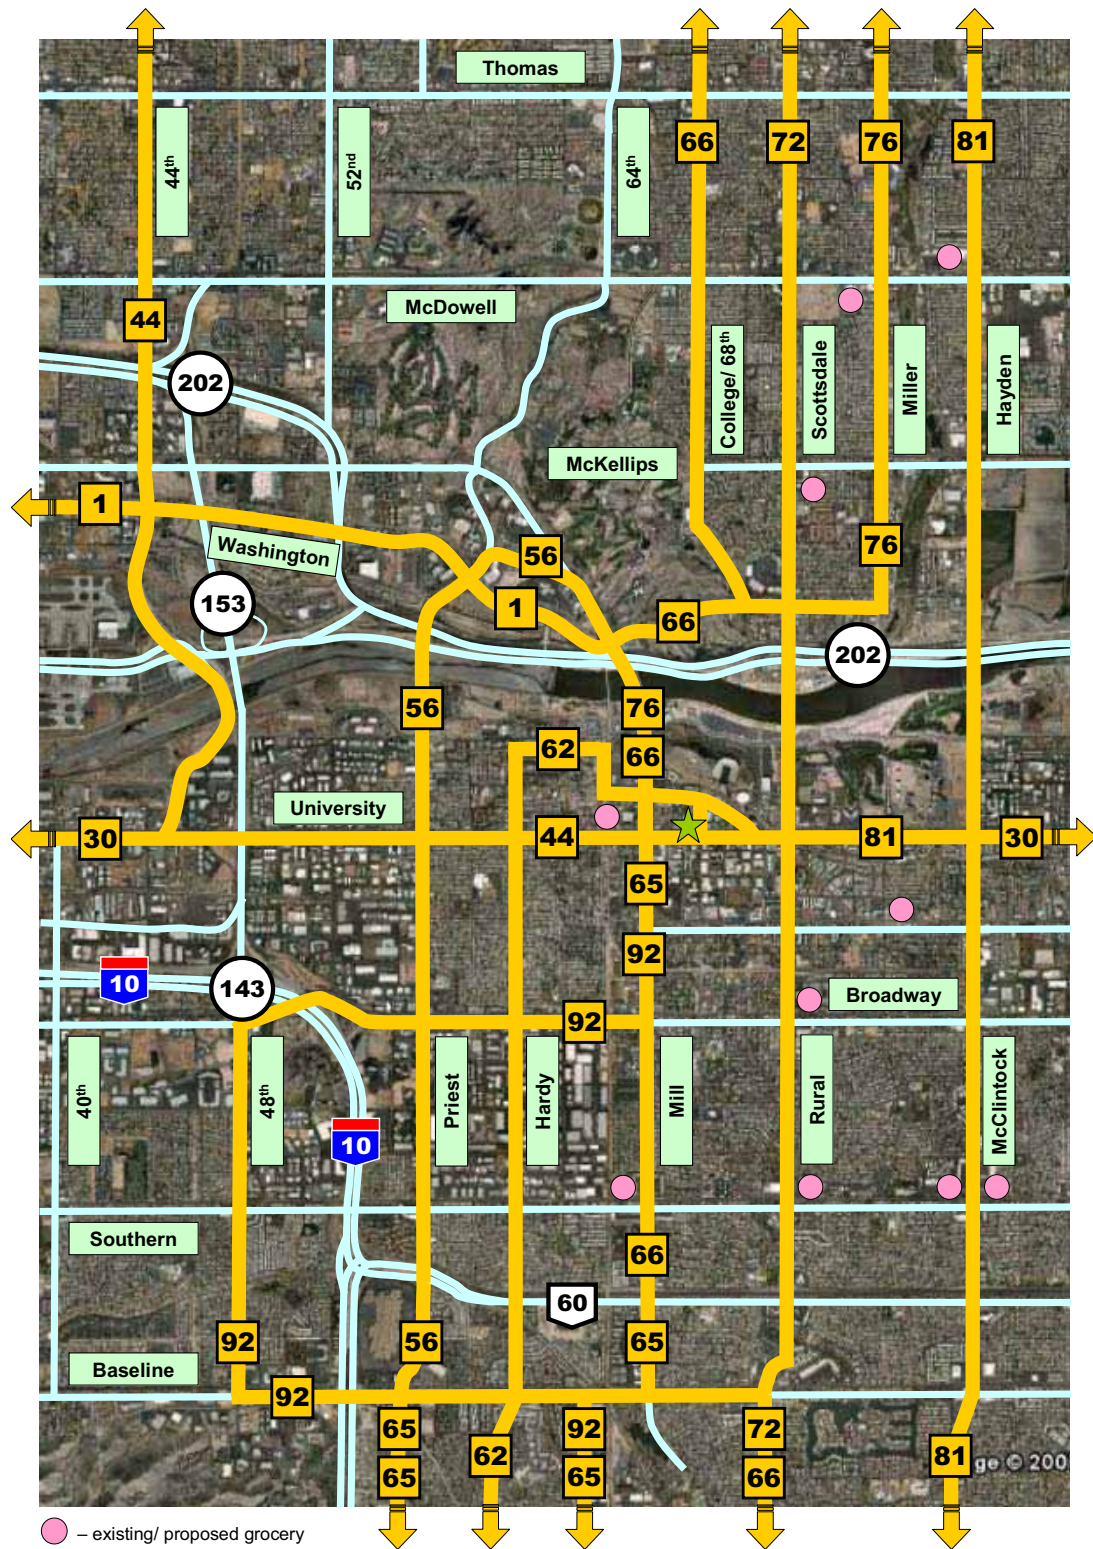 Thomas
44th
52nd
64th
66
72
76
81
McDowell
44
202
College/ 68th
Scottsdale
Miller
Hayden
McKellips
1
Washington
56
76
153
1
66
202
56
76
62
66
University
30
44
81
30
65
92
10
143
Broadway
92
40th
48th
Priest
Hardy
Mill
Rural
McClintock
10
Southern
66
60
92
56
65
Baseline
92
65
92
72
62
81
65
65
66
ge © 200
– existing/ proposed grocery